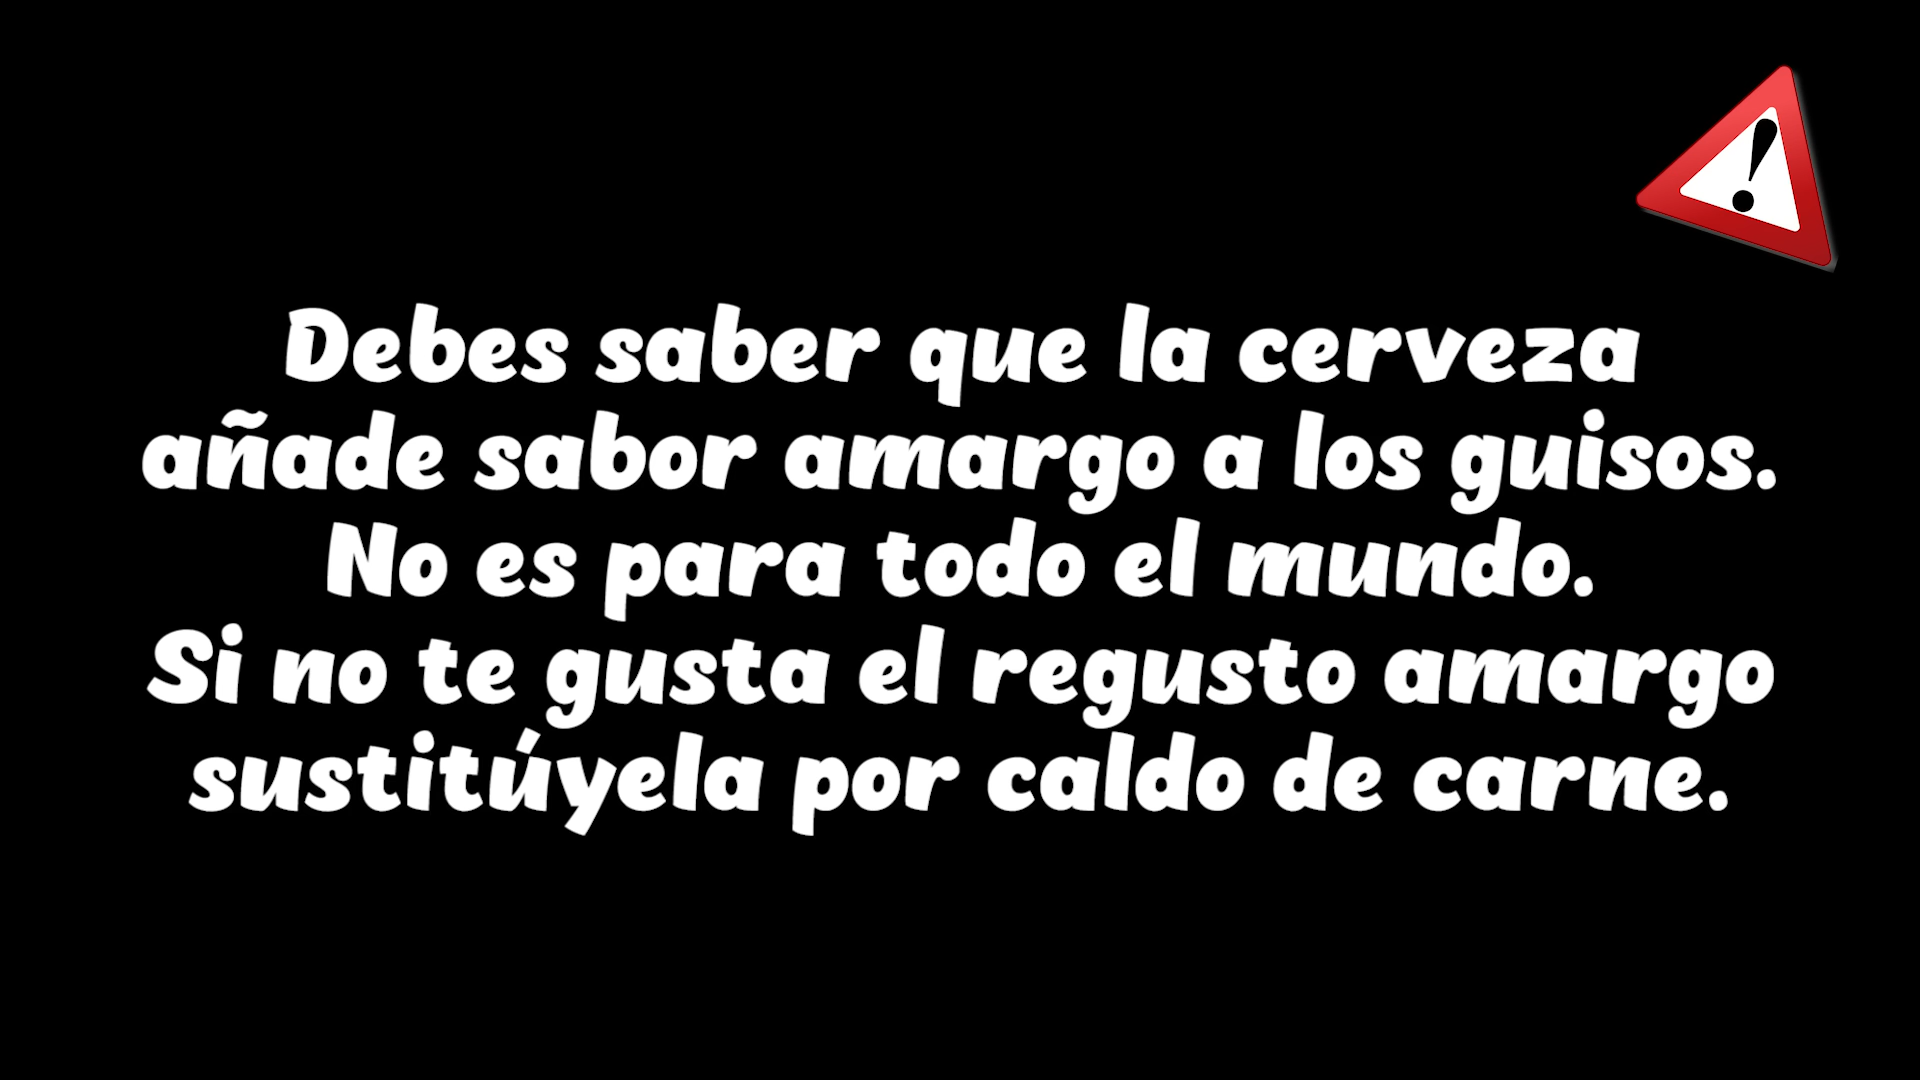 Debes saber que la cerveza
añade sabor amargo a los guisos.
No es para todo el mundo.
Si no te gusta el regusto amargo
sustitúyela por caldo de carne.